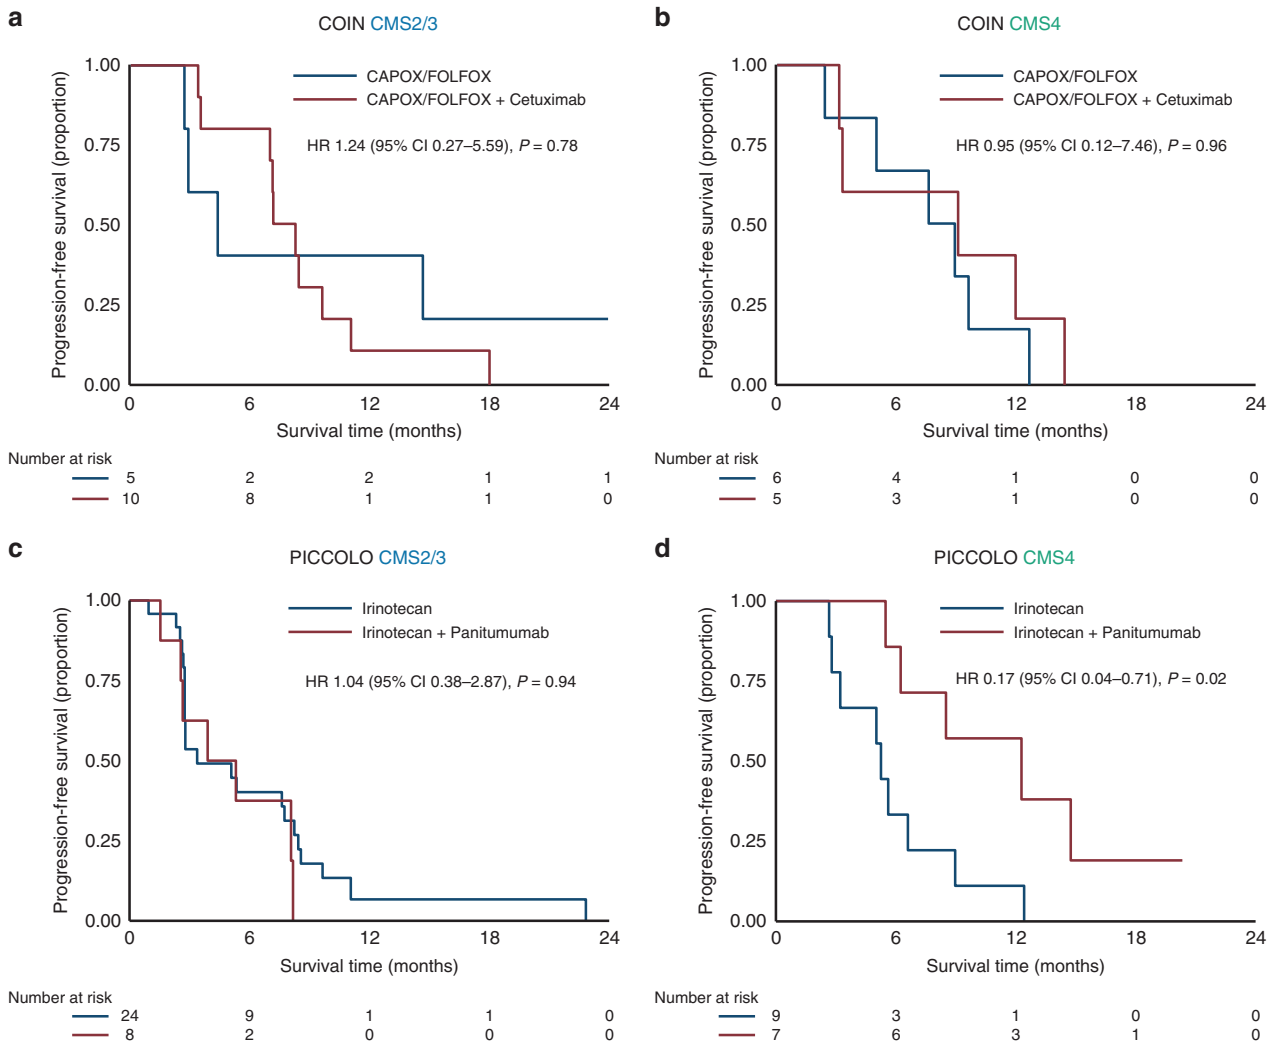 a
COIN CMS2/3
Progression-free survival (proportion)
1.00
0.75
0.50
0.25
0.00
CAPOX/FOLFOX
CAPOX/FOLFOX + Cetuximab
HR 1.24 (95% CI 0.27–5.59), P = 0.78
0 6 12 18 24
Survival time (months)
Number at risk
5 2 2 1 1
10 8 1 1 0
b
COIN CMS4
Progression-free survival (proportion)
1.00
0.75
0.50
0.25
0.00
CAPOX/FOLFOX
CAPOX/FOLFOX + Cetuximab
HR 0.95 (95% CI 0.12–7.46), P = 0.96
0 6 12 18 24
Survival time (months)
Number at risk
6 4 1 0 0
5 3 1 0 0
c
PICCOLO CMS2/3
Progression-free survival (proportion)
1.00
0.75
0.50
0.25
0.00
Irinotecan
Irinotecan + Panitumumab
HR 1.04 (95% CI 0.38–2.87), P = 0.94
0 6 12 18 24
Survival time (months)
Number at risk
24 9 1 1 0
8 2 0 0 0
d
PICCOLO CMS4
Progression-free survival (proportion)
1.00
0.75
0.50
0.25
0.00
Irinotecan
Irinotecan + Panitumumab
HR 0.17 (95% CI 0.04–0.71), P = 0.02
0 6 12 18 24
Survival time (months)
Number at risk
9 3 1 0 0
7 6 3 1 0